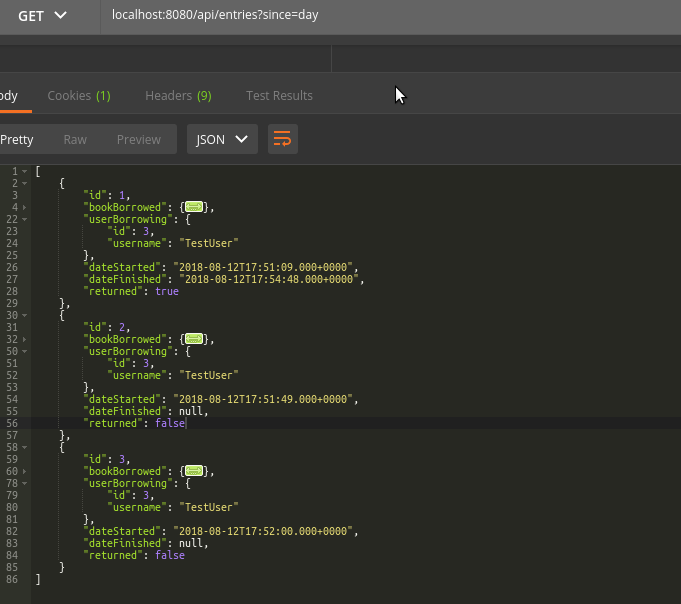 GET localhost:8080/api/entries?since=day
ody Cookies (1) Headers (9) Test Results
Pretty Raw Preview JSON
1 [
2 {
3 "id": 1,
4 "bookBorrowed": {},
22 "userBorrowing": {
23 "id": 3,
24 "username": "TestUser"
25 },
26 "dateStarted": "2018-08-12T17:51:09.000+0000",
27 "dateFinished": "2018-08-12T17:54:48.000+0000",
28 "returned": true
29 },
30 {
31 "id": 2,
32 "bookBorrowed": {},
50 "userBorrowing": {
51 "id": 3,
52 "username": "TestUser"
53 },
54 "dateStarted": "2018-08-12T17:51:49.000+0000",
55 "dateFinished": null,
56 "returned": false
57 },
58 {
59 "id": 3,
60 "bookBorrowed": {},
78 "userBorrowing": {
79 "id": 3,
80 "username": "TestUser"
81 },
82 "dateStarted": "2018-08-12T17:52:00.000+0000",
83 "dateFinished": null,
84 "returned": false
85 }
86 ]